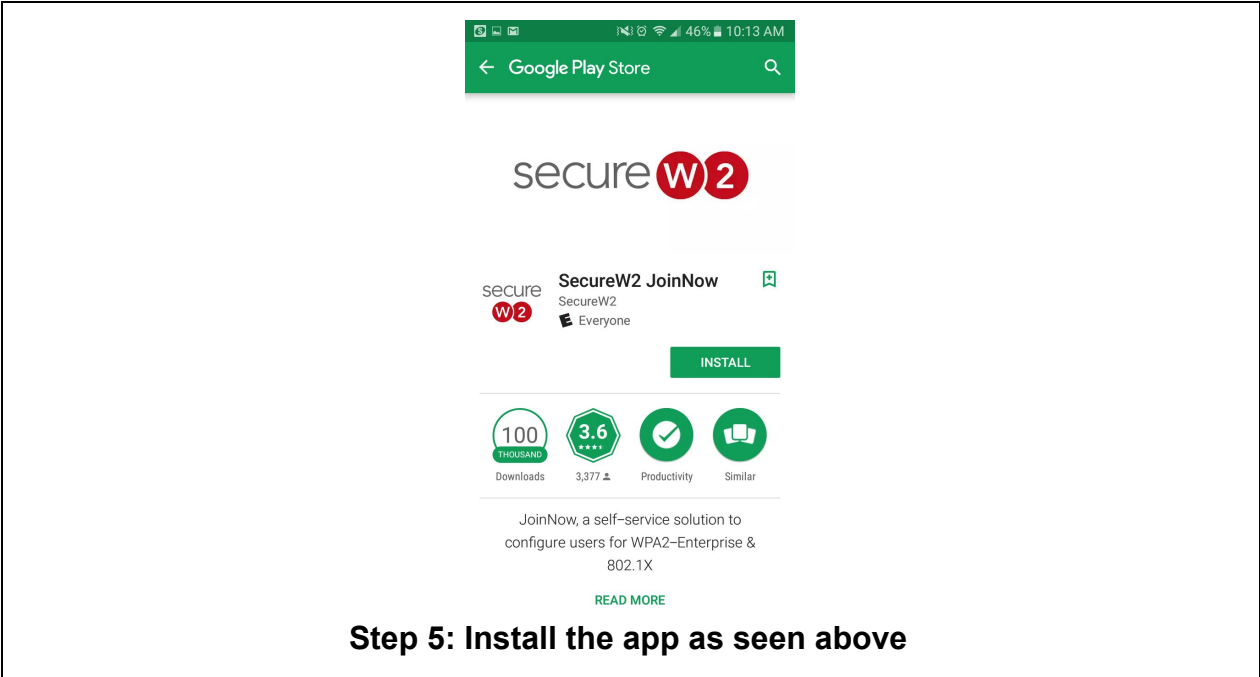 46% 10:13 AM
Google Play Store
secure W2
secure
W2
SecureW2 JoinNow
SecureW2
E Everyone
INSTALL
100
THOUSAND
3.6
Downloads
3,377
Productivity
Similar
JoinNow, a self–service solution to
configure users for WPA2–Enterprise &
802.1X
READ MORE
Step 5: Install the app as seen above